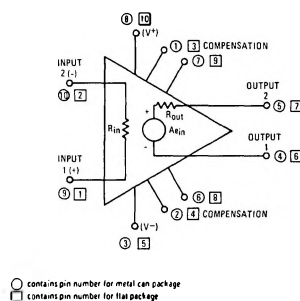 ⑧ 10
(V+)
① 3 COMPENSATION
⑦ 9
INPUT
2 (-)
⑩ 2
OUTPUT
2
⑤ 7
+
Rout
Rin
Aein
-
OUTPUT
1
④ 6
INPUT
1 (+)
⑨ 1
⑥ 8
② 4 COMPENSATION
(V-)
③ 5
contains pin number for metal can package
contains pin number for flat package